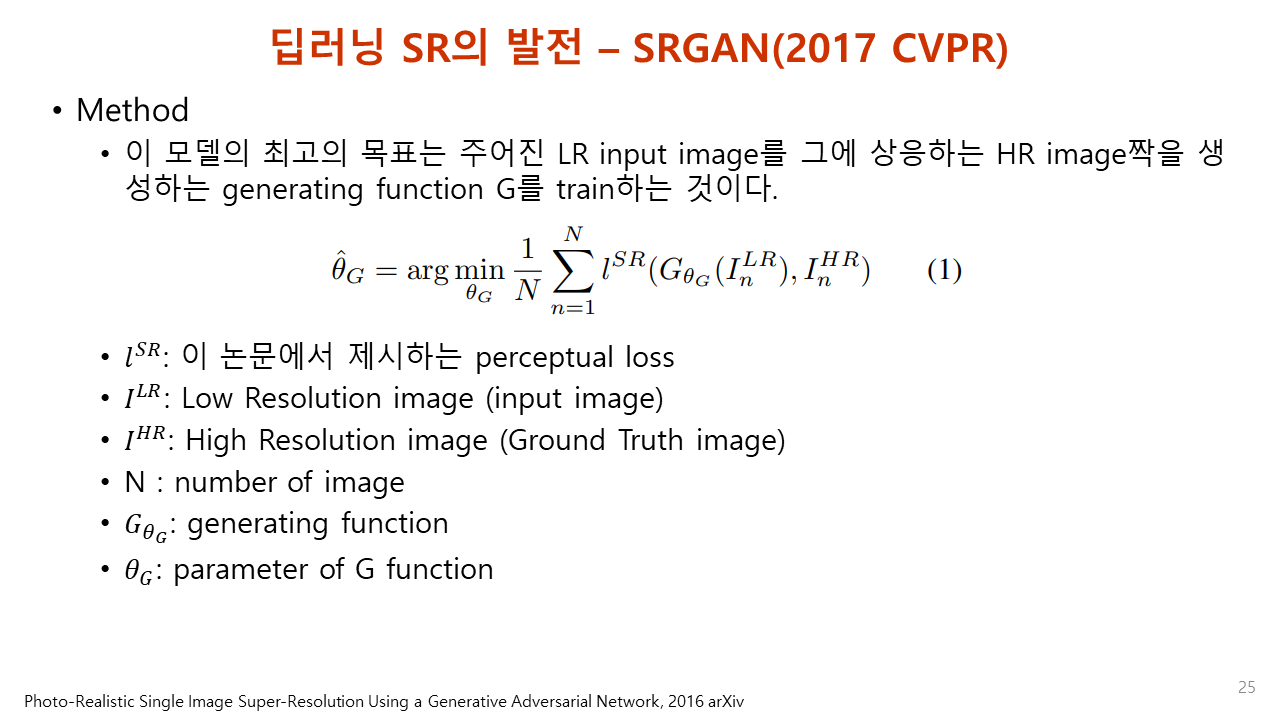 딥러닝 SR의 발전 – SRGAN(2017 CVPR)
• Method
• 이 모델의 최고의 목표는 주어진 LR input image를 그에 상응하는 HR image짝을 생
성하는 generating function G를 train하는 것이다.
$\hat{\theta}_G = \arg\min_{\theta_G} \frac{1}{N} \sum_{n=1}^{N} l^{SR}(G_{\theta_G}(I_n^{LR}), I_n^{HR})$ (1)
• $l^{SR}$: 이 논문에서 제시하는 perceptual loss
• $I^{LR}$: Low Resolution image (input image)
• $I^{HR}$: High Resolution image (Ground Truth image)
• N : number of image
• $G_{\theta_G}$: generating function
• $\theta_G$: parameter of G function
Photo-Realistic Single Image Super-Resolution Using a Generative Adversarial Network, 2016 arXiv
25